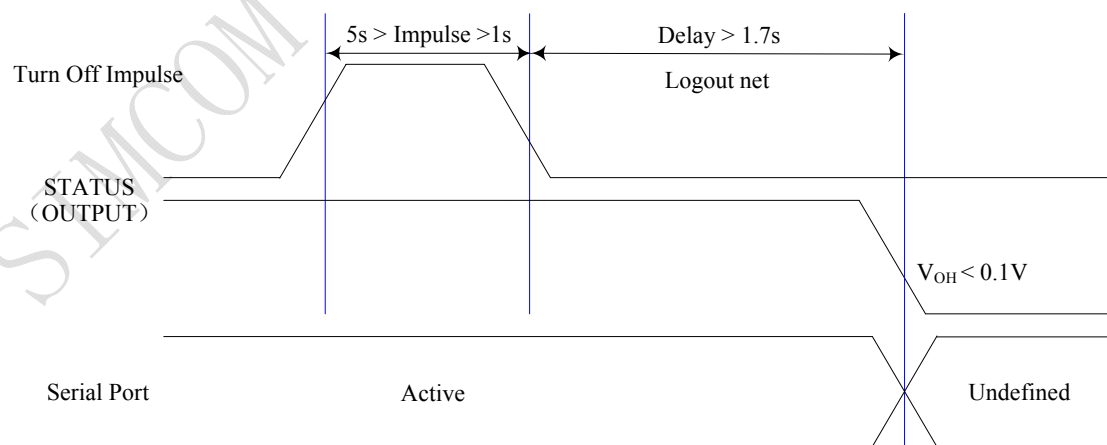 5s > Impulse >1s
Delay > 1.7s
Turn Off Impulse
Logout net
STATUS
（OUTPUT）
VOH < 0.1V
Serial Port
Active
Undefined
SIMCOM